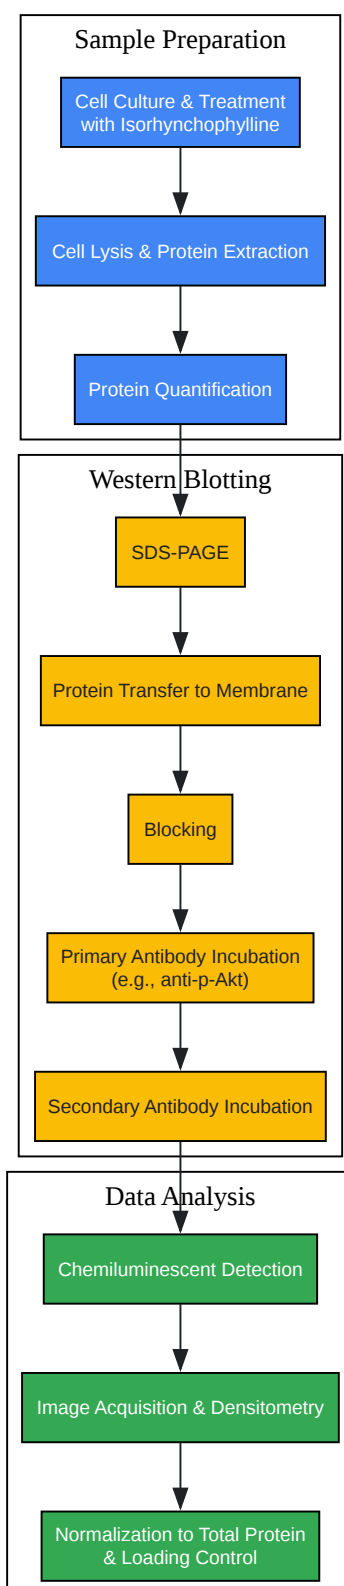 Sample Preparation
Cell Culture & Treatment
with Isorhynchophylline
Cell Lysis & Protein Extraction
Protein Quantification
Western Blotting
SDS-PAGE
Protein Transfer to Membrane
Blocking
Primary Antibody Incubation
(e.g., anti-p-Akt)
Secondary Antibody Incubation
Data Analysis
Chemiluminescent Detection
Image Acquisition & Densitometry
Normalization to Total Protein
& Loading Control